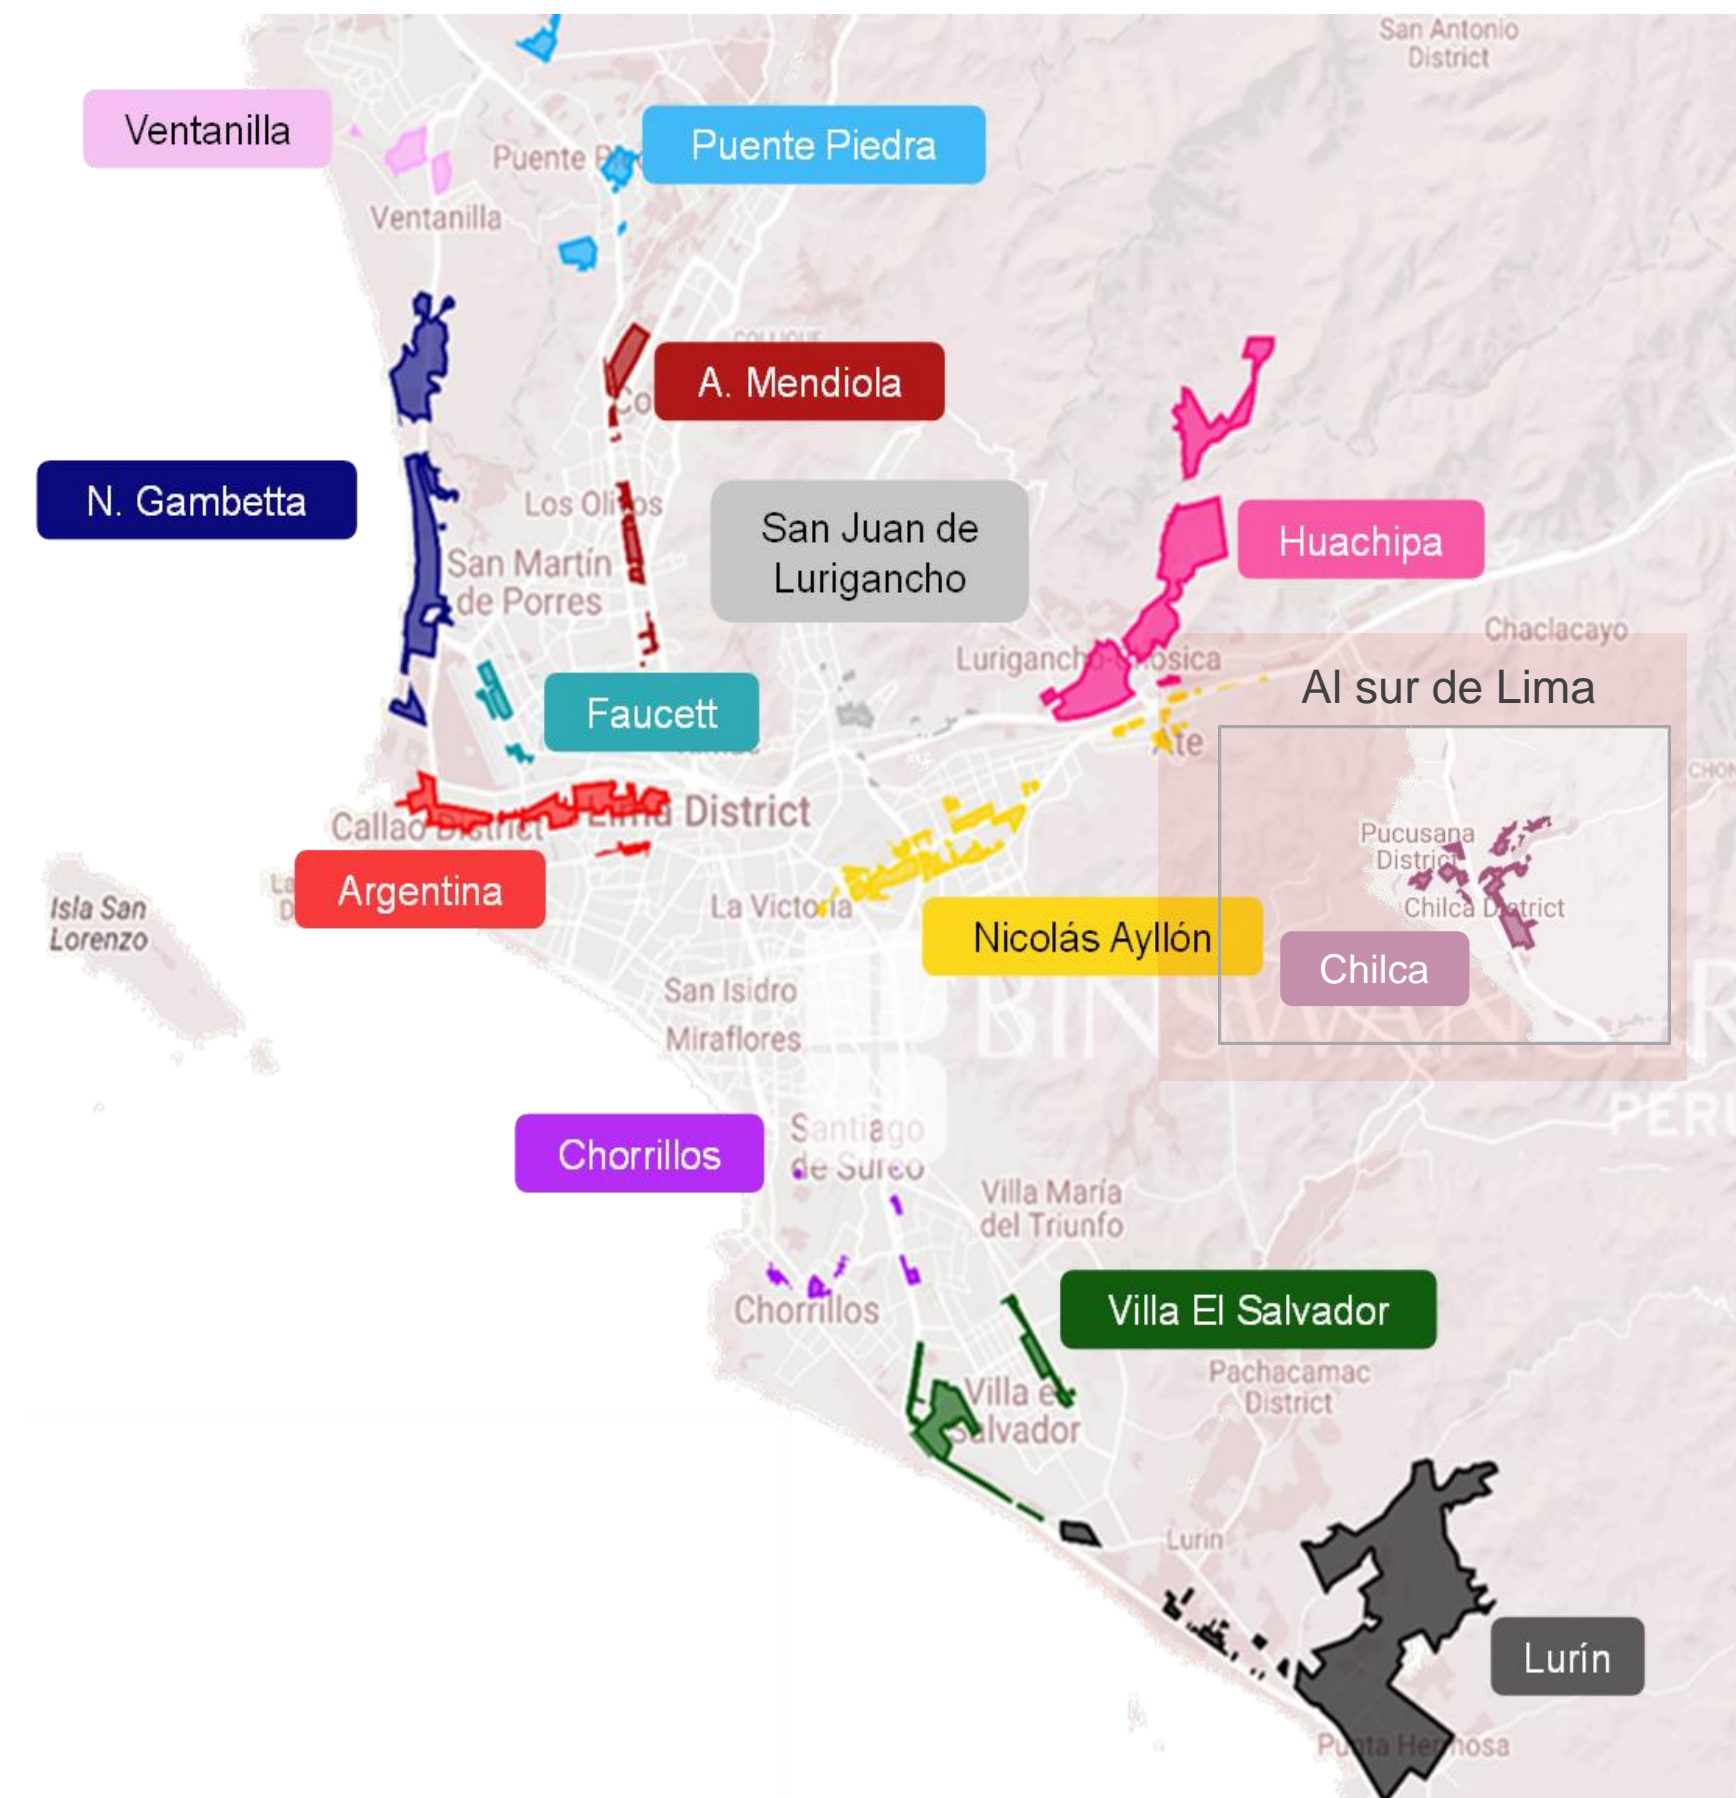 San Antonio
District
Ventanilla
Puente Piedra
Puente
Ventanilla
A. Mendiola
N. Gambetta
Los Olivos
San Juan de
Lurigancho
Huachipa
San Martín
de Porres
Chaclacayo
Lurigancho-Chosica
Al sur de Lima
Faucett
Ate
Lima District
Callao District
Pucusana
District
Argentina
La Victoria
Chilca District
Isla San
Lorenzo
Nicolás Ayllón
Chilca
San Isidro
Miraflores
BINSWANGER
PERU
Chorrillos
Santiago
de Surco
Villa María
del Triunfo
Chorrillos
Villa El Salvador
Pachacamac
District
Villa el
Salvador
Lurin
Lurín
Punta Hermosa